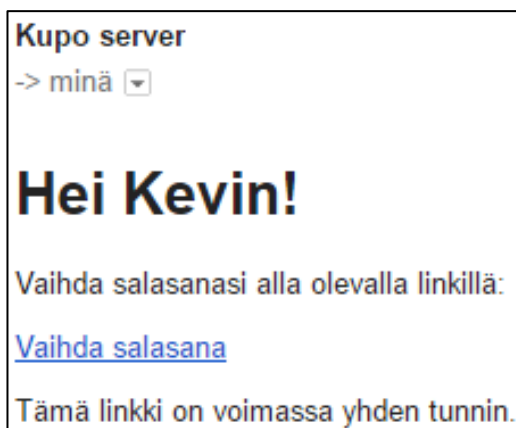 Kupo server
-> minä
Hei Kevin!
Vaihda salasanasi alla olevalla linkillä:
Vaihda salasana
Tämä linkki on voimassa yhden tunnin.